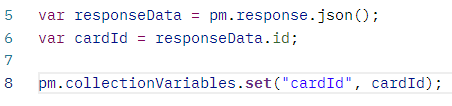 5 var responseData = pm.response.json();
6 var cardId = responseData.id;
7
8 pm.collectionVariables.set("cardId", cardId);